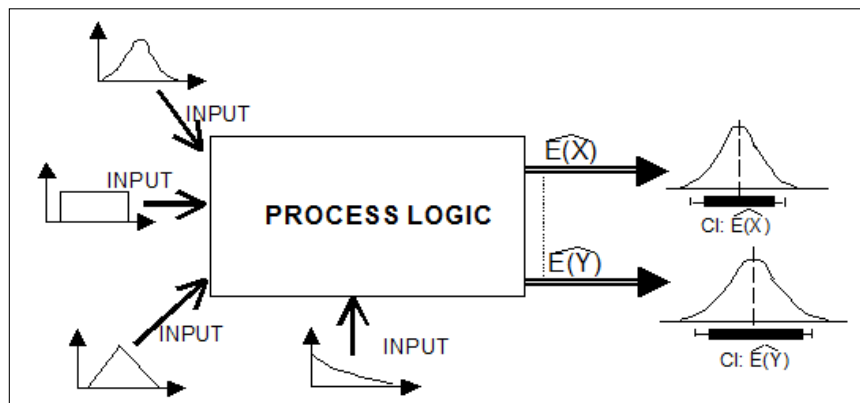 INPUT
INPUT
E(X)
PROCESS LOGIC
CI: E(X)
E(Y)
INPUT
INPUT
CI: E(Y)